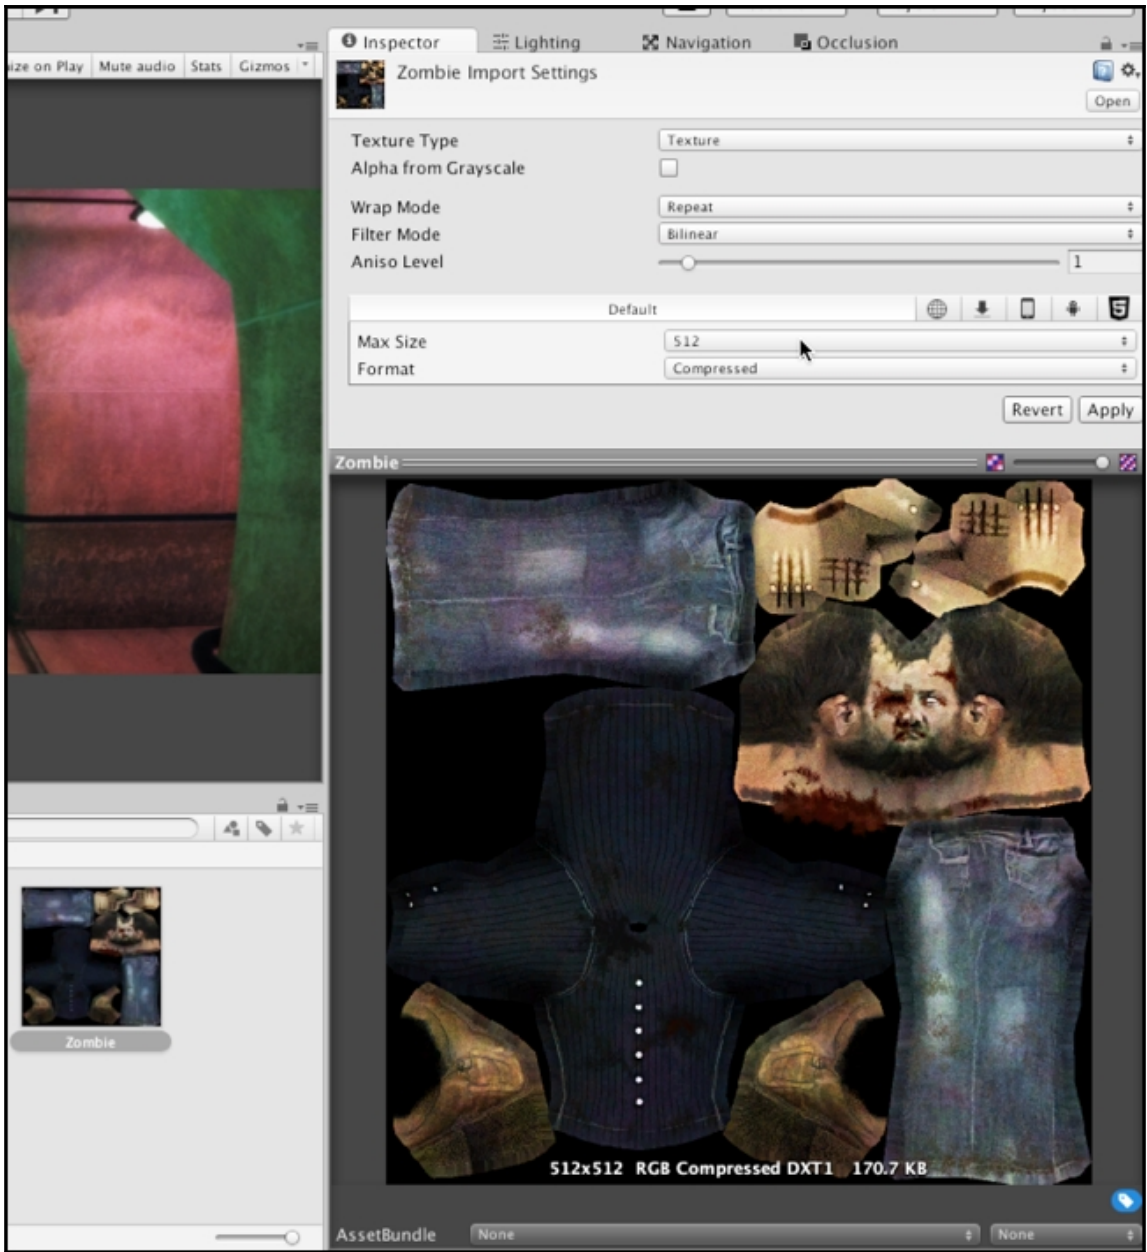 Inspector Lighting Navigation Occlusion
ize on Play Mute audio Stats Gizmos
Zombie Import Settings
Open
Texture Type Texture
Alpha from Grayscale
Wrap Mode Repeat
Filter Mode Bilinear
Aniso Level 1
Default
Max Size 512
Format Compressed
Revert Apply
Zombie
Zombie
512x512 RGB Compressed DXT1 170.7 KB
AssetBundle None None